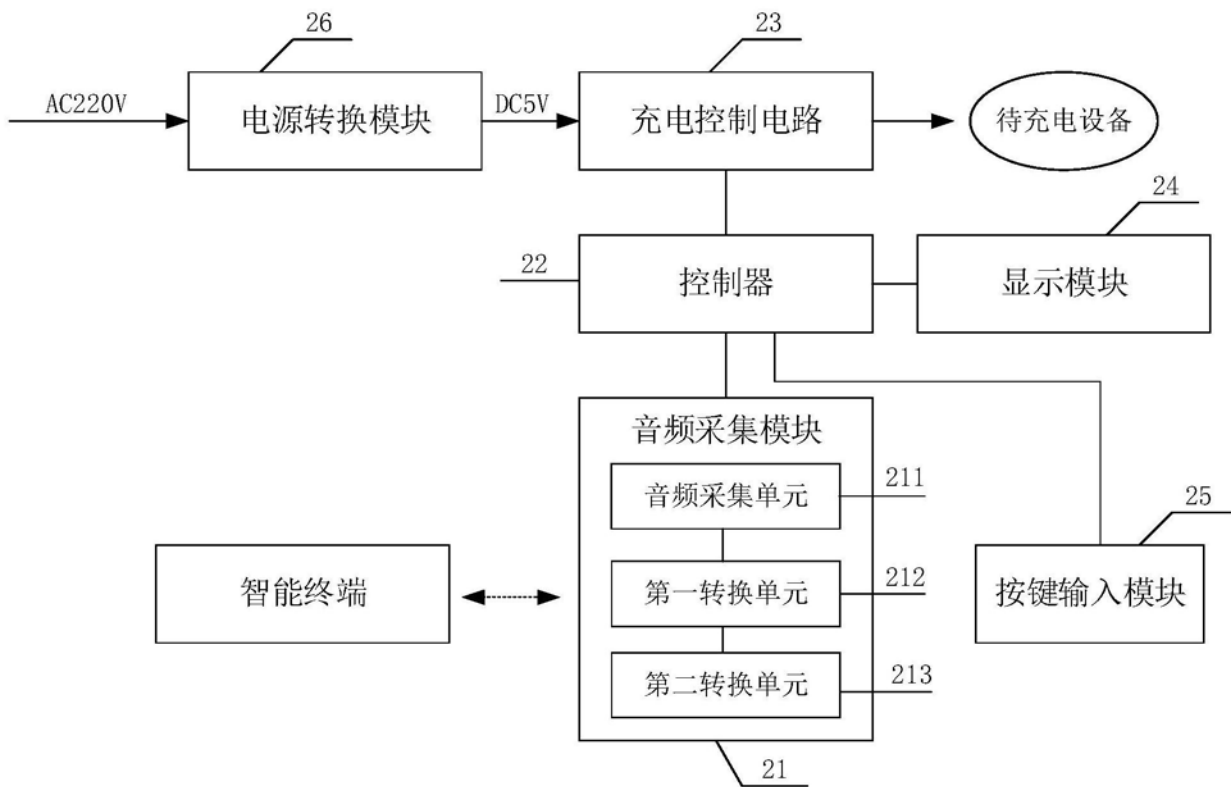 26
23
AC220V
电源转换模块
DC5V
充电控制电路
待充电设备
24
22
控制器
显示模块
音频采集模块
音频采集单元
211
25
智能终端
第一转换单元
212
按键输入模块
第二转换单元
213
21